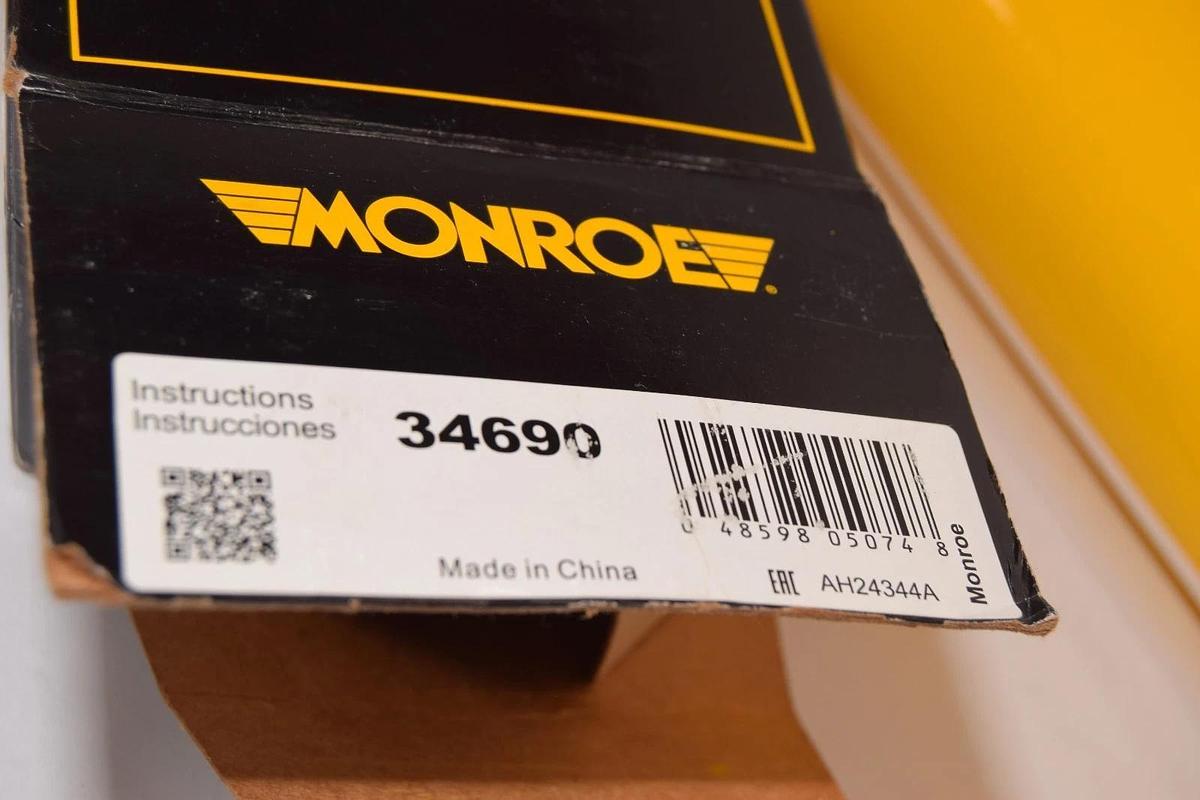 MONROE®
Instructions
Instrucciones
34690
0 48598 05074 8
Made in China
EAC AH24344A
Monroe